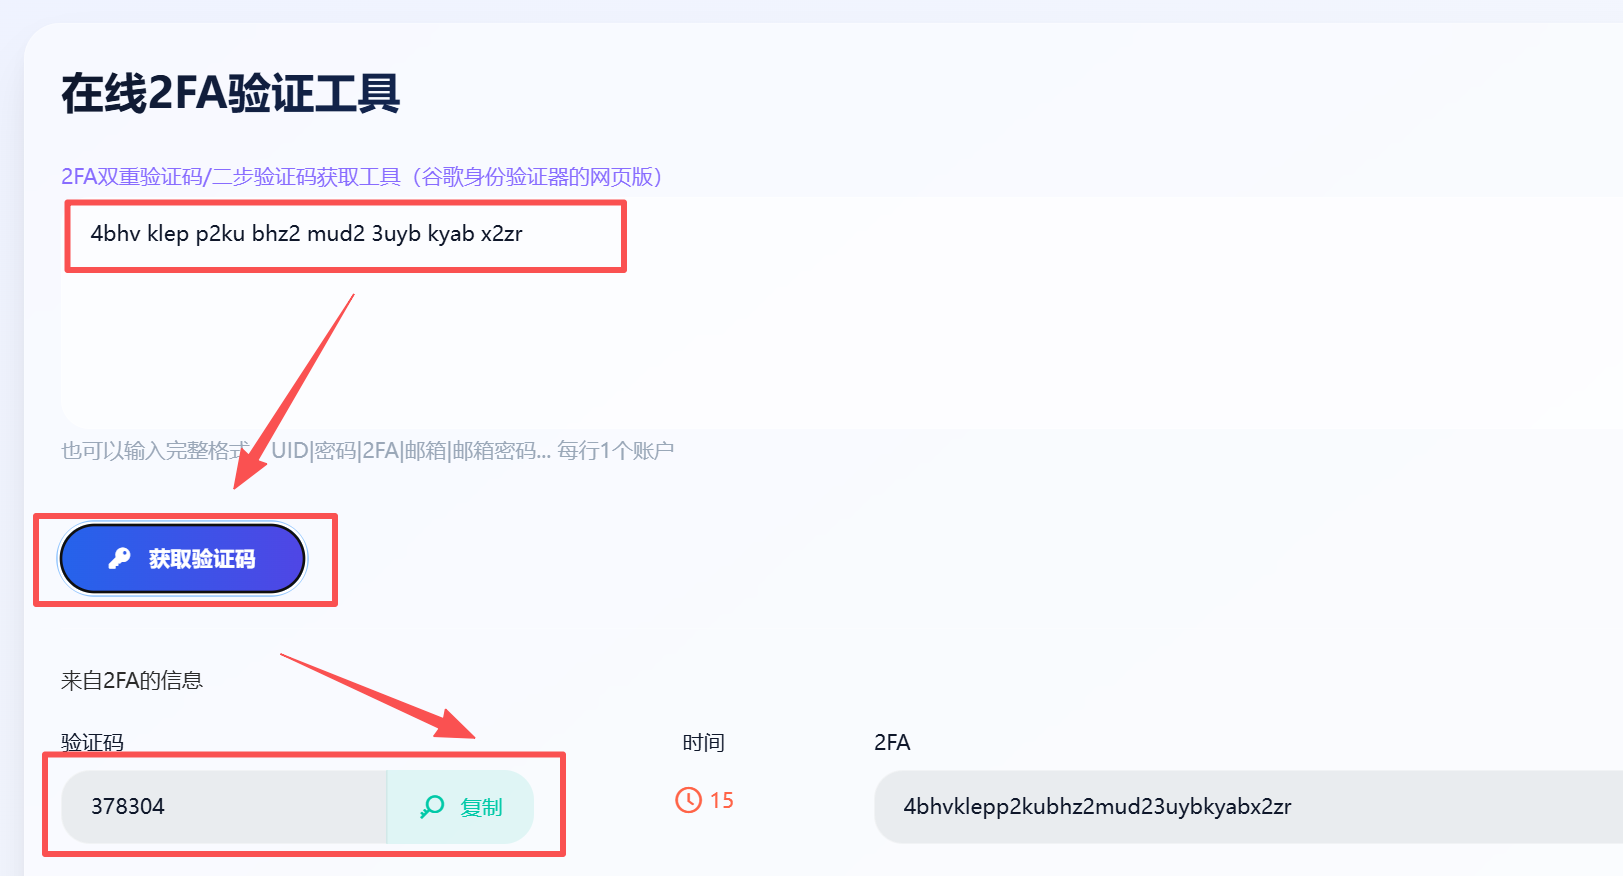 在线2FA验证工具
2FA双重验证码/二步验证码获取工具（谷歌身份验证器的网页版）
4bhv klep p2ku bhz2 mud2 3uyb kyab x2zr
也可以输入完整格式 UID|密码|2FA|邮箱|邮箱密码... 每行1个账户
获取验证码
来自2FA的信息
验证码 时间 2FA
378304 复制 15 4bhvklepp2kubhz2mud23uybkyabx2zr